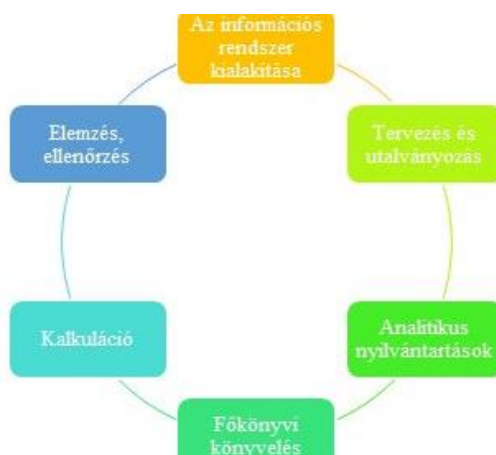 Az információs
rendszer
kialakítása
Tervezés és
utalványozás
Analitikus
nyilvántartások
Főkönyvi
könyvelés
Kalkuláció
Elemzés,
ellenőrzés